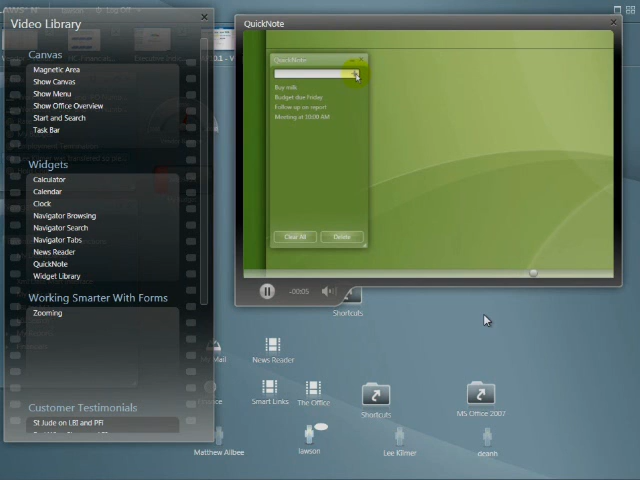 Video Library
Canvas
Magnetic Area
Show Canvas
Show Menu
Show Office Overview
Start and Search
Task Bar
Widgets
Calculator
Calendar
Clock
Navigator Browsing
Navigator Search
Navigator Tabs
News Reader
QuickNote
Widget Library
Working Smarter With Forms
Zooming
Customer Testimonials
St Jude on LBI and PFI
QuickNote
QuickNote
Buy milk
Budget due Friday
Follow up on report
Meeting at 10:00 AM
Clear All
Delete
-00:05
Shortcuts
My Mail
News Reader
Smart Links
The Office
Shortcuts
MS Office 2007
Matthew Allbee
lawson
Lee Kilmer
deanh